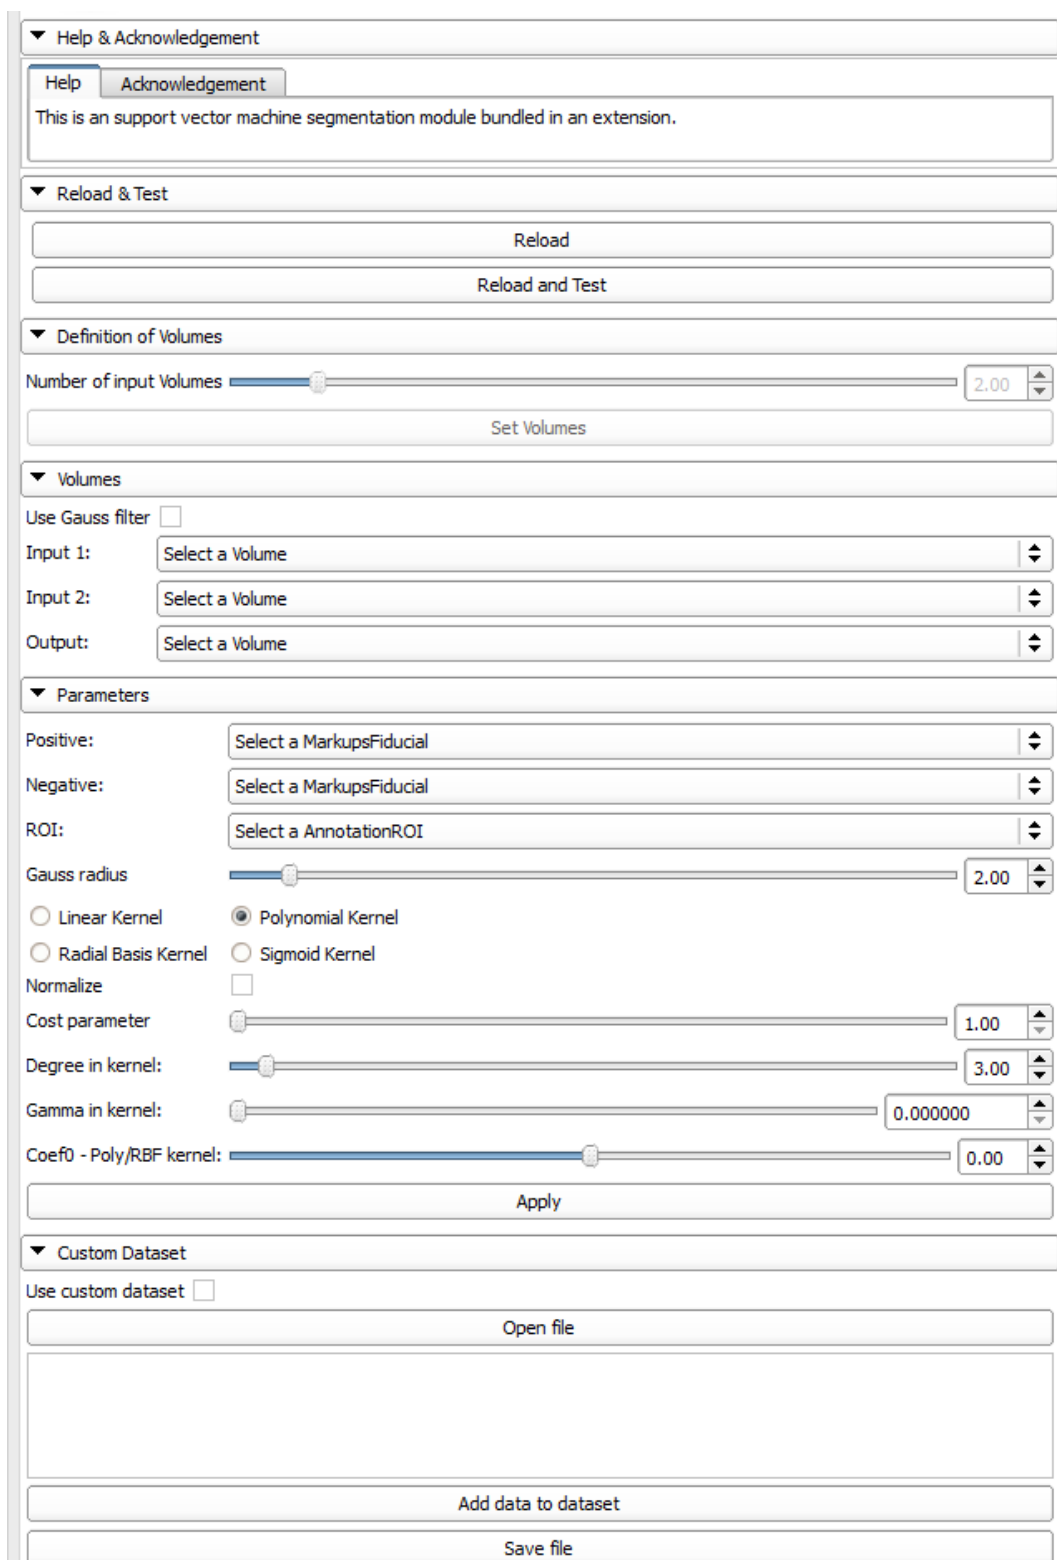 Help & Acknowledgement
Help Acknowledgement
This is an support vector machine segmentation module bundled in an extension.
Reload & Test
Reload
Reload and Test
Definition of Volumes
Number of input Volumes 2.00
Set Volumes
Volumes
Use Gauss filter
Input 1: Select a Volume
Input 2: Select a Volume
Output: Select a Volume
Parameters
Positive: Select a MarkupsFiducial
Negative: Select a MarkupsFiducial
ROI: Select a AnnotationROI
Gauss radius 2.00
Linear Kernel Polynomial Kernel
Radial Basis Kernel Sigmoid Kernel
Normalize
Cost parameter 1.00
Degree in kernel: 3.00
Gamma in kernel: 0.000000
Coef0 - Poly/RBF kernel: 0.00
Apply
Custom Dataset
Use custom dataset
Open file
Add data to dataset
Save file